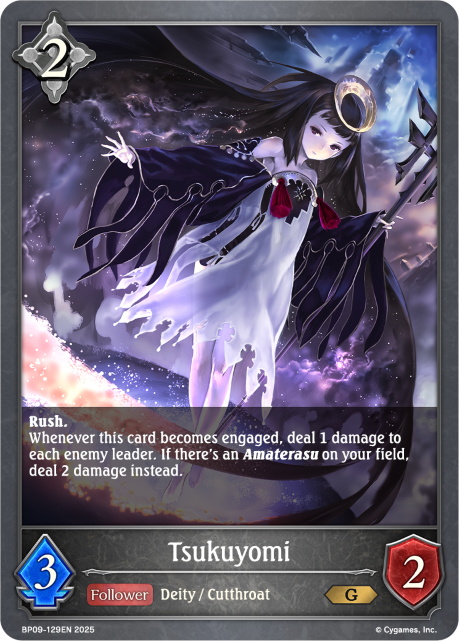 2
Rush.
Whenever this card becomes engaged, deal 1 damage to
each enemy leader. If there's an Amaterasu on your field,
deal 2 damage instead.
Tsukuyomi
3
Follower Deity / Cutthroat G
2
BP09-129EN 2025 © Cygames, Inc.